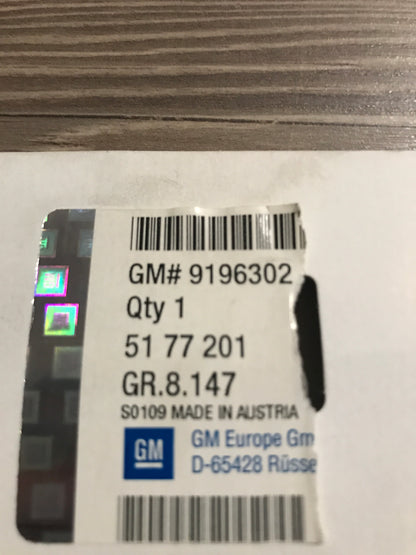 GM# 9196302
Qty 1
51 77 201
GR.8.147
S0109 MADE IN AUSTRIA
GM
GM Europe Gm
D-65428 Rüsse